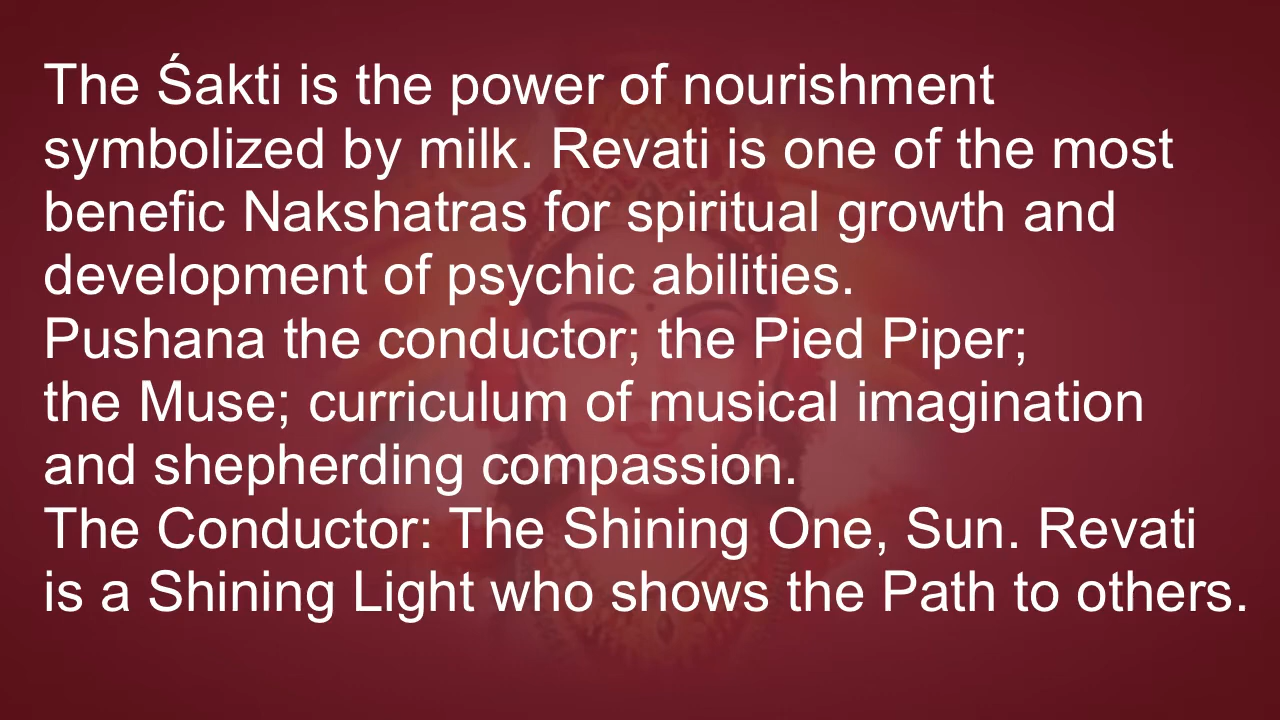 The Śakti is the power of nourishment
symbolized by milk. Revati is one of the most
benefic Nakshatras for spiritual growth and
development of psychic abilities.
Pushana the conductor; the Pied Piper;
the Muse; curriculum of musical imagination
and shepherding compassion.
The Conductor: The Shining One, Sun. Revati
is a Shining Light who shows the Path to others.